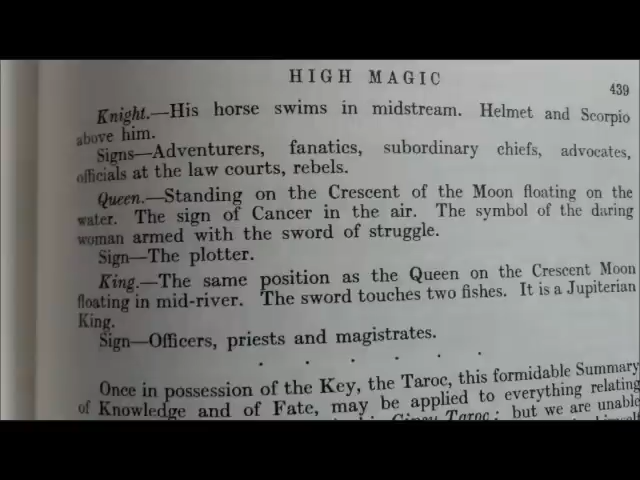 HIGH MAGIC
439
Knight.—His horse swims in midstream. Helmet and Scorpio
above him.
Signs—Adventurers, fanatics, subordinary chiefs, advocates,
officials at the law courts, rebels.
Queen.—Standing on the Crescent of the Moon floating on the
water. The sign of Cancer in the air. The symbol of the daring
woman armed with the sword of struggle.
Sign—The plotter.
King.—The same position as the Queen on the Crescent Moon
floating in mid-river. The sword touches two fishes. It is a Jupiterian
King.
Sign—Officers, priests and magistrates.
. . . . . .
Once in possession of the Key, the Taroc, this formidable Summary
of Knowledge and of Fate, may be applied to everything relating
Taroc; but we are unable